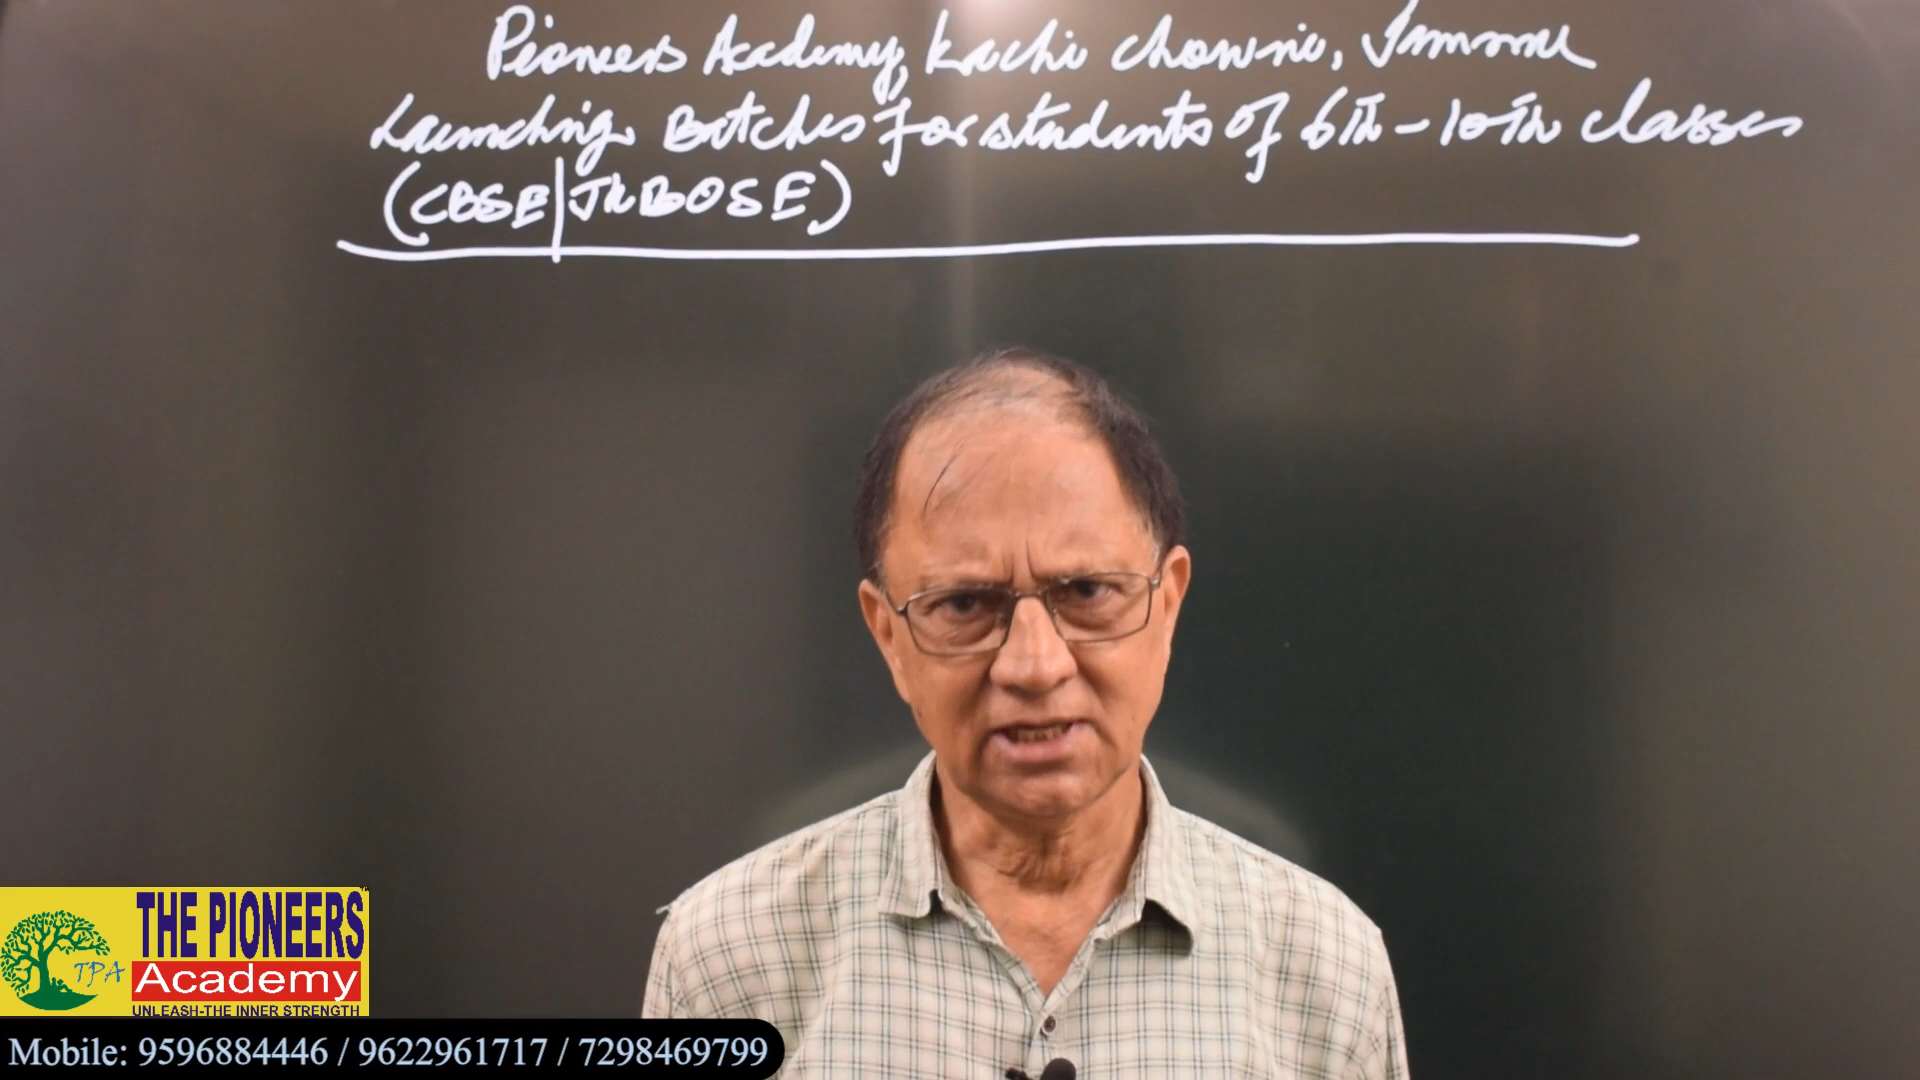 Pioneers Academy, Kachi Chownie, Jammu
Launching Batches for students of 6th - 10th classes
(CBSE|JKBOSE)
THE PIONEERS
TPA
Academy
UNLEASH-THE INNER STRENGTH
Mobile: 9596884446 / 9622961717 / 7298469799